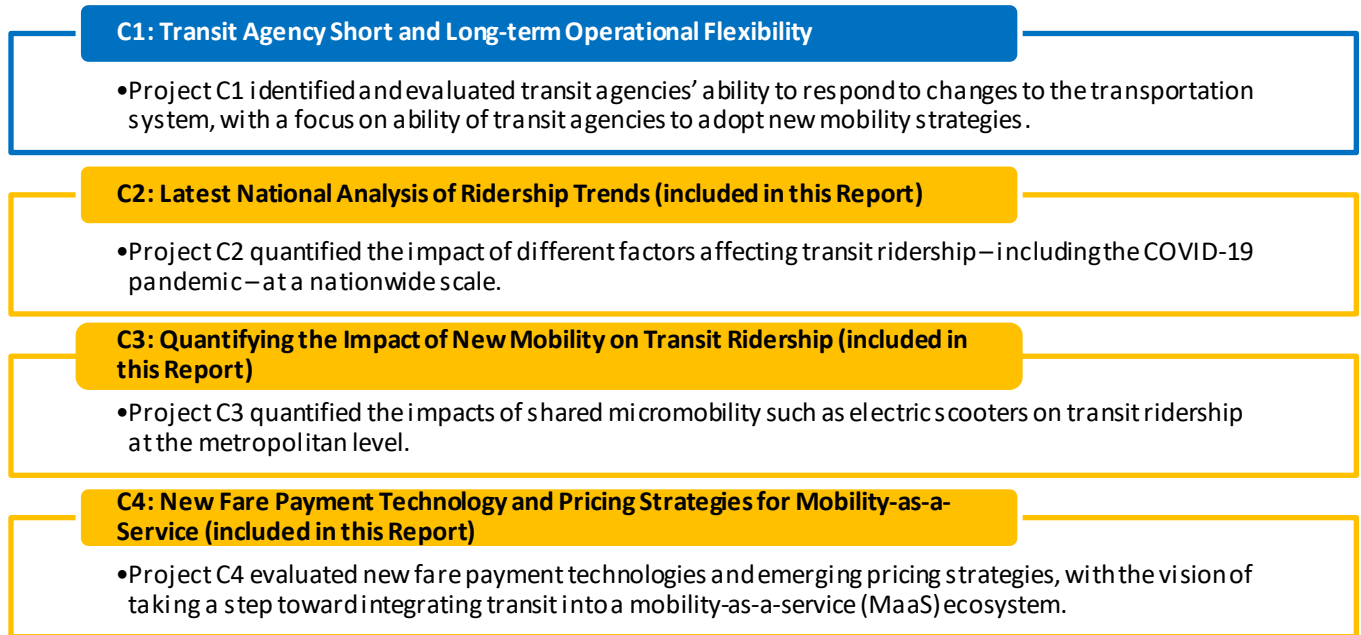 C1: Transit Agency Short and Long-term Operational Flexibility
•Project C1 identified and evaluated transit agencies' ability to respond to changes to the transportation
system, with a focus on ability of transit agencies to adopt new mobility strategies.
C2: Latest National Analysis of Ridership Trends (included in this Report)
•Project C2 quantified the impact of different factors affecting transit ridership – including the COVID-19
pandemic – at a nationwide scale.
C3: Quantifying the Impact of New Mobility on Transit Ridership (included in
this Report)
•Project C3 quantified the impacts of shared micromobility such as electric scooters on transit ridership
at the metropolitan level.
C4: New Fare Payment Technology and Pricing Strategies for Mobility-as-a-
Service (included in this Report)
•Project C4 evaluated new fare payment technologies and emerging pricing strategies, with the vision of
taking a step toward integrating transit into a mobility-as-a-service (MaaS) ecosystem.